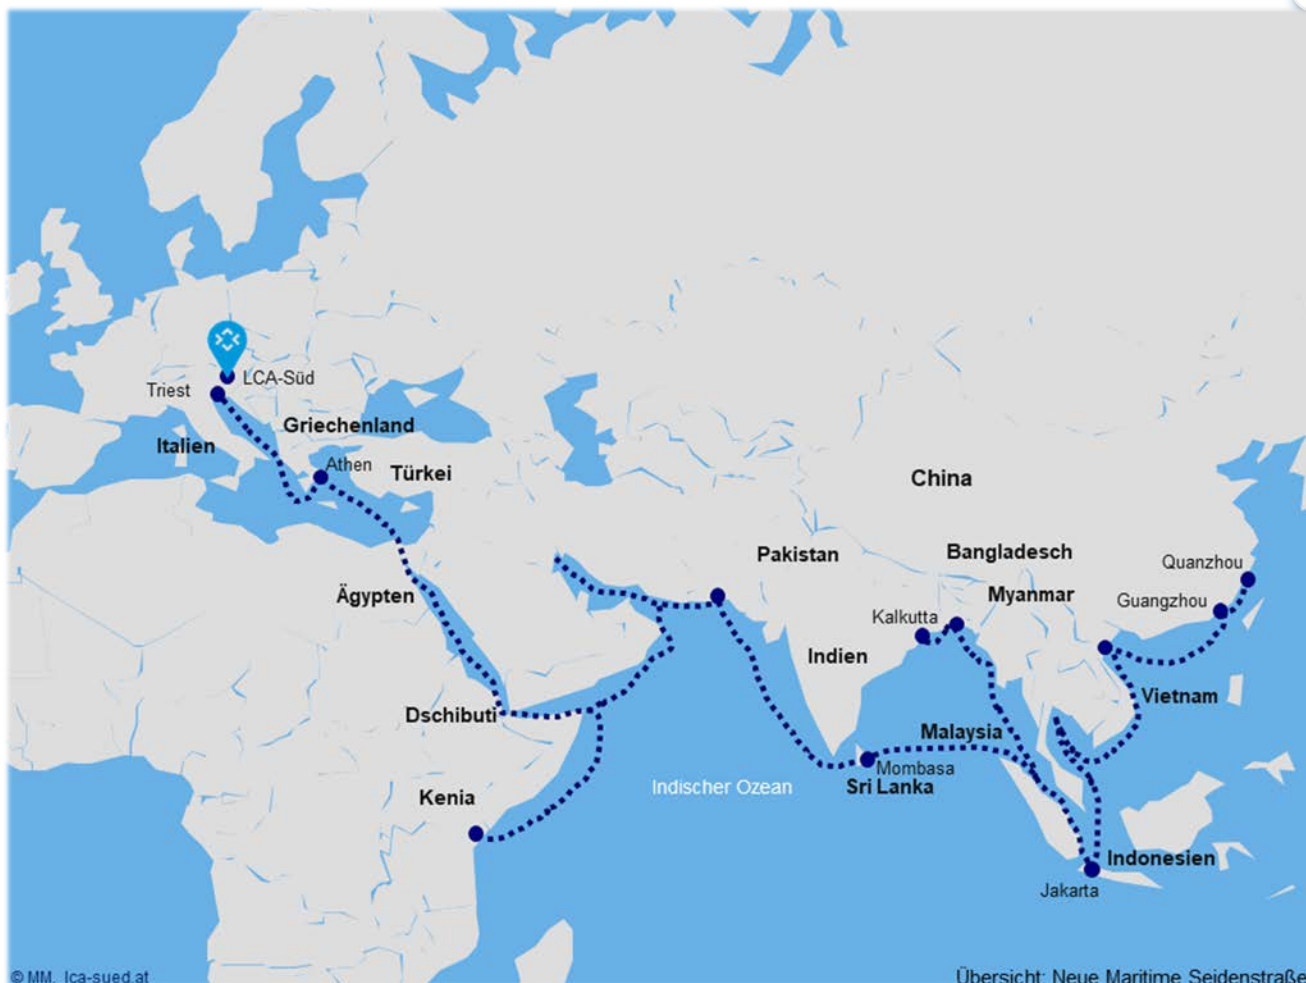 LCA-Süd
Triest
Griechenland
Italien
Athen
Türkei
China
Pakistan
Bangladesch
Quanzhou
Ägypten
Myanmar
Guangzhou
Kalkutta
Indien
Vietnam
Dschibuti
Malaysia
Mombasa
Indischer Ozean
Sri Lanka
Kenia
Indonesien
Jakarta
© MM, lca-sued.at
Übersicht: Neue Maritime Seidenstraße